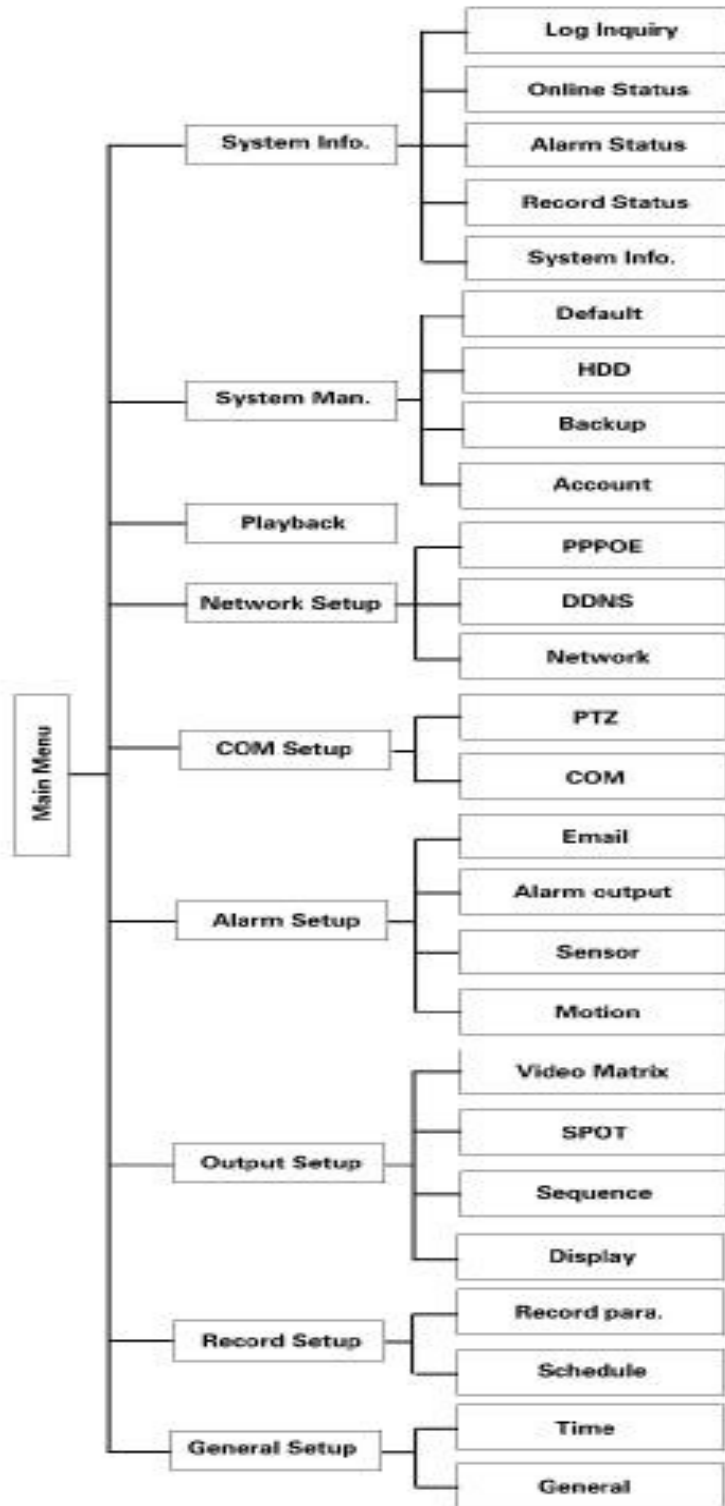 Main Menu
System Info.
Log Inquiry
Online Status
Alarm Status
Record Status
System Info.
System Man.
Default
HDD
Backup
Account
Playback
Network Setup
PPPOE
DDNS
Network
COM Setup
PTZ
COM
Alarm Setup
Email
Alarm output
Sensor
Motion
Output Setup
Video Matrix
SPOT
Sequence
Display
Record Setup
Record para.
Schedule
General Setup
Time
General